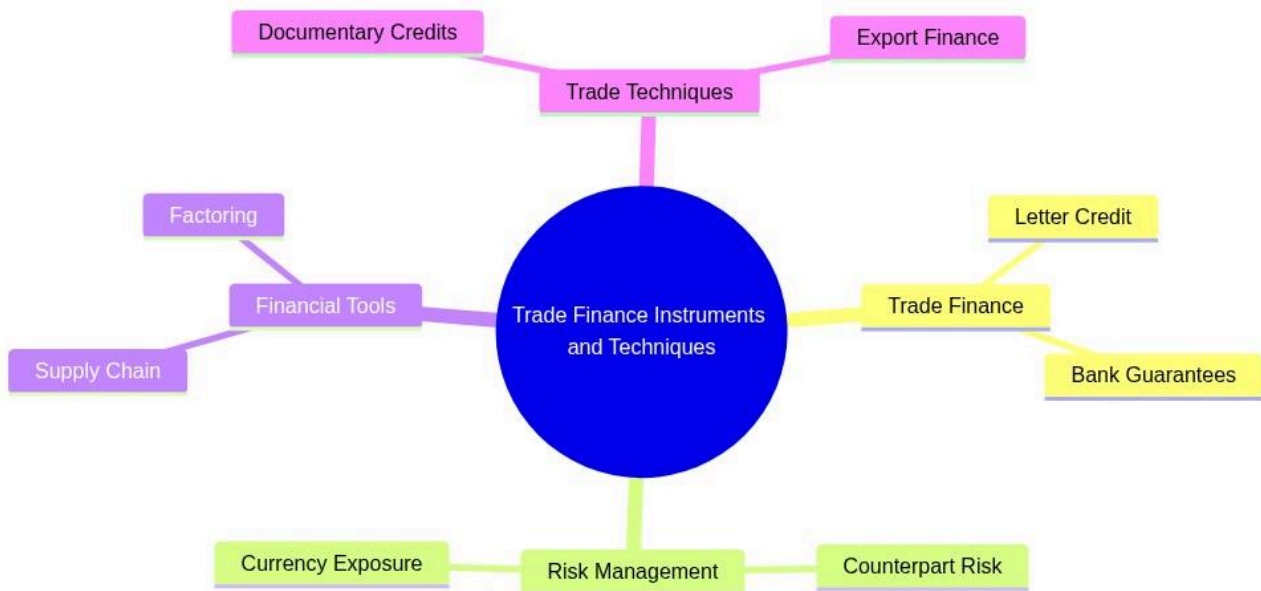 Documentary Credits
Export Finance
Trade Techniques
Factoring
Letter Credit
Financial Tools
Trade Finance
Trade Finance Instruments
and Techniques
Supply Chain
Bank Guarantees
Currency Exposure
Risk Management
Counterpart Risk